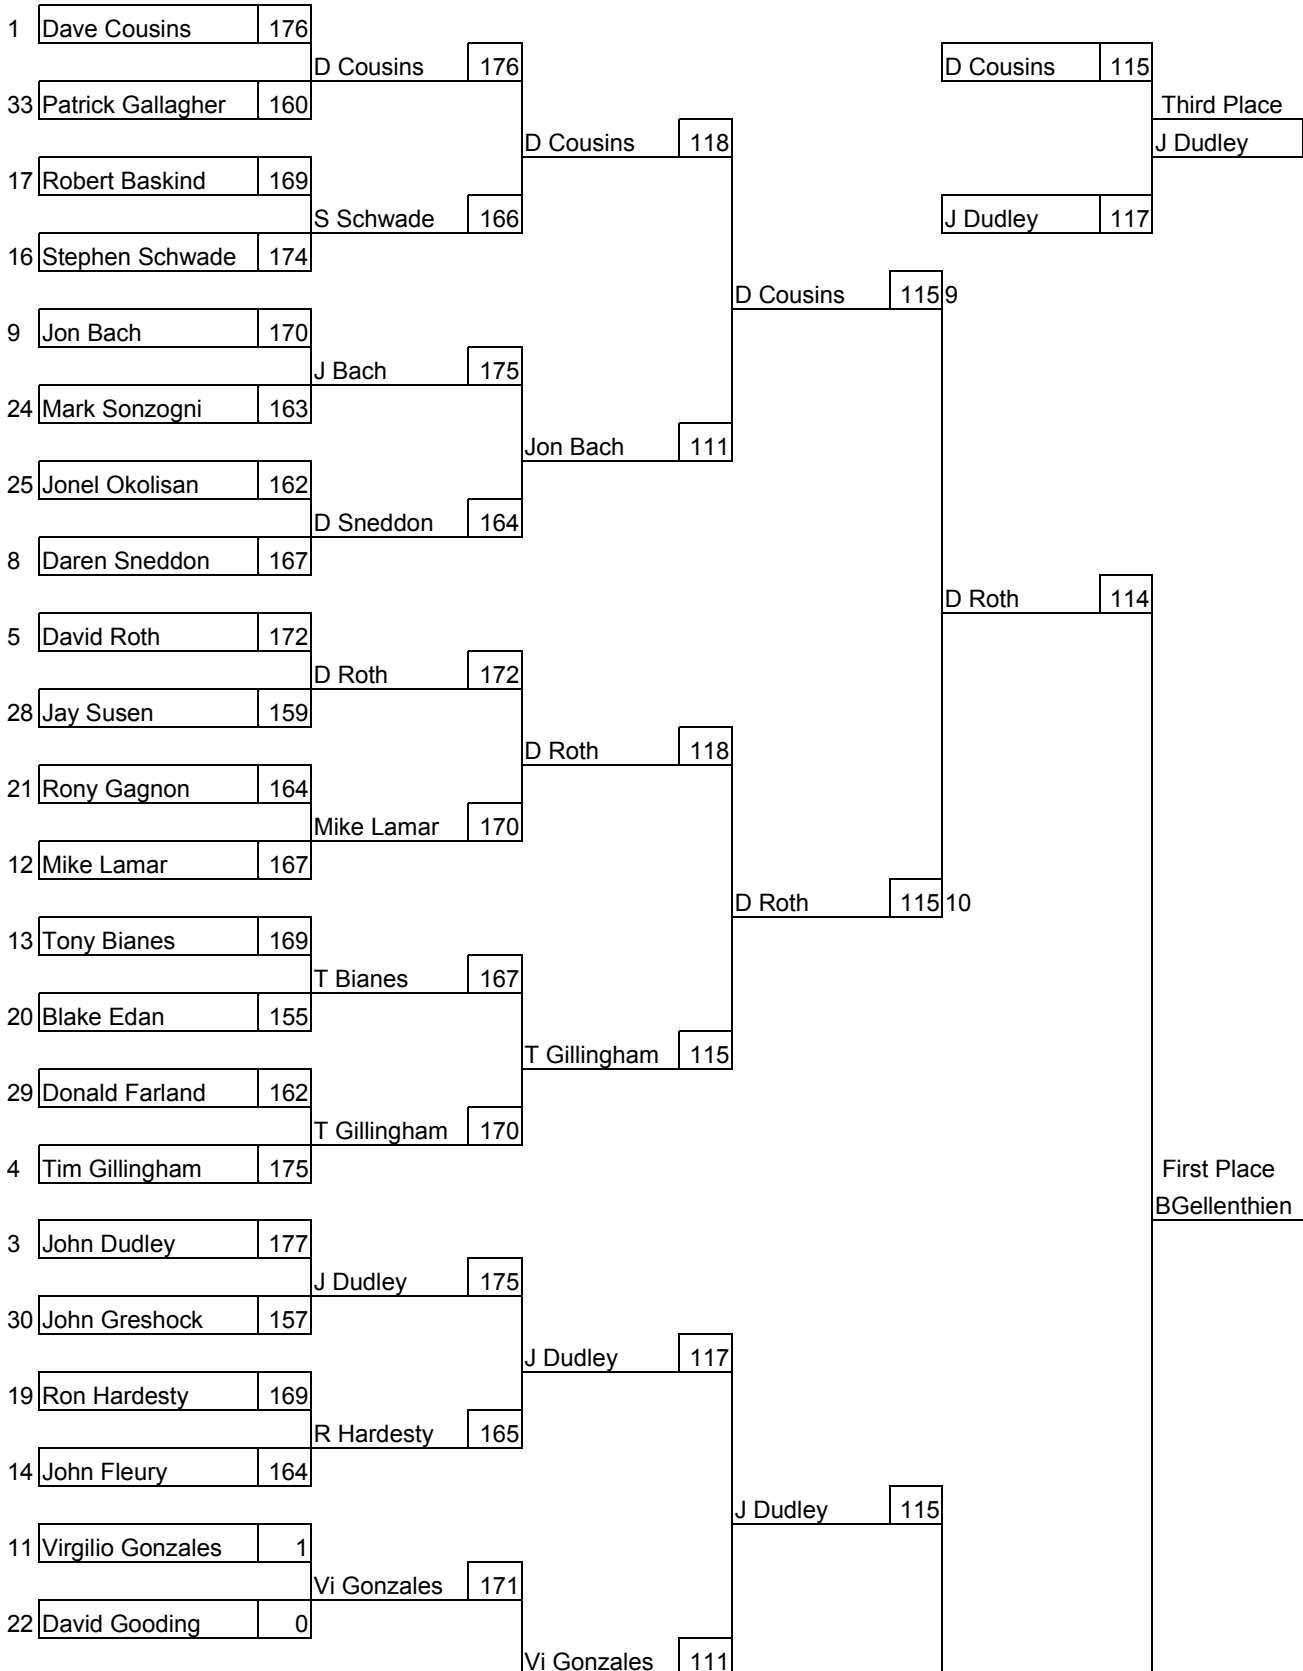 1 Dave Cousins 176
D Cousins 176 D Cousins 115
33 Patrick Gallagher 160 Third Place
D Cousins 118 J Dudley
17 Robert Baskind 169
S Schwade 166 J Dudley 117
16 Stephen Schwade 174
D Cousins 115 9
9 Jon Bach 170
J Bach 175
24 Mark Sonzogni 163
Jon Bach 111
25 Jonel Okolisan 162
D Sneddon 164
8 Daren Sneddon 167
D Roth 114
5 David Roth 172
D Roth 172
28 Jay Susen 159
D Roth 118
21 Rony Gagnon 164
Mike Lamar 170
12 Mike Lamar 167
D Roth 115 10
13 Tony Bianes 169
T Bianes 167
20 Blake Edan 155
T Gillingham 115
29 Donald Farland 162
T Gillingham 170
4 Tim Gillingham 175 First Place
BGellenthien
3 John Dudley 177
J Dudley 175
30 John Greshock 157
J Dudley 117
19 Ron Hardesty 169
R Hardesty 165
14 John Fleury 164
J Dudley 115
11 Virgilio Gonzales 1
Vi Gonzales 171
22 David Gooding 0
Vi Gonzales 111